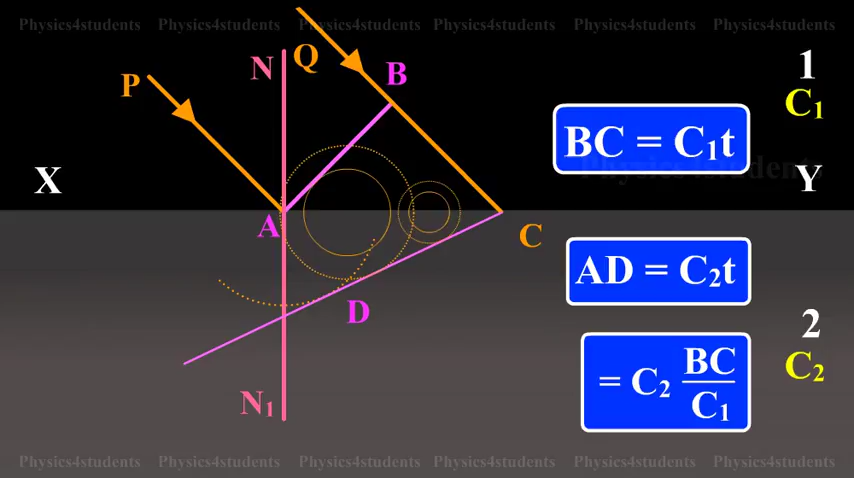 Physics4students Physics4students Physics4students Physics4students Physics4students Physics4students
N Q
B
P
1
C₁
BC = C₁t
X
Y
A
C
AD = C₂t
D
2
C₂
= C₂ BC/C₁
N₁
Physics4students Physics4students Physics4students Physics4students Physics4students Physics4students